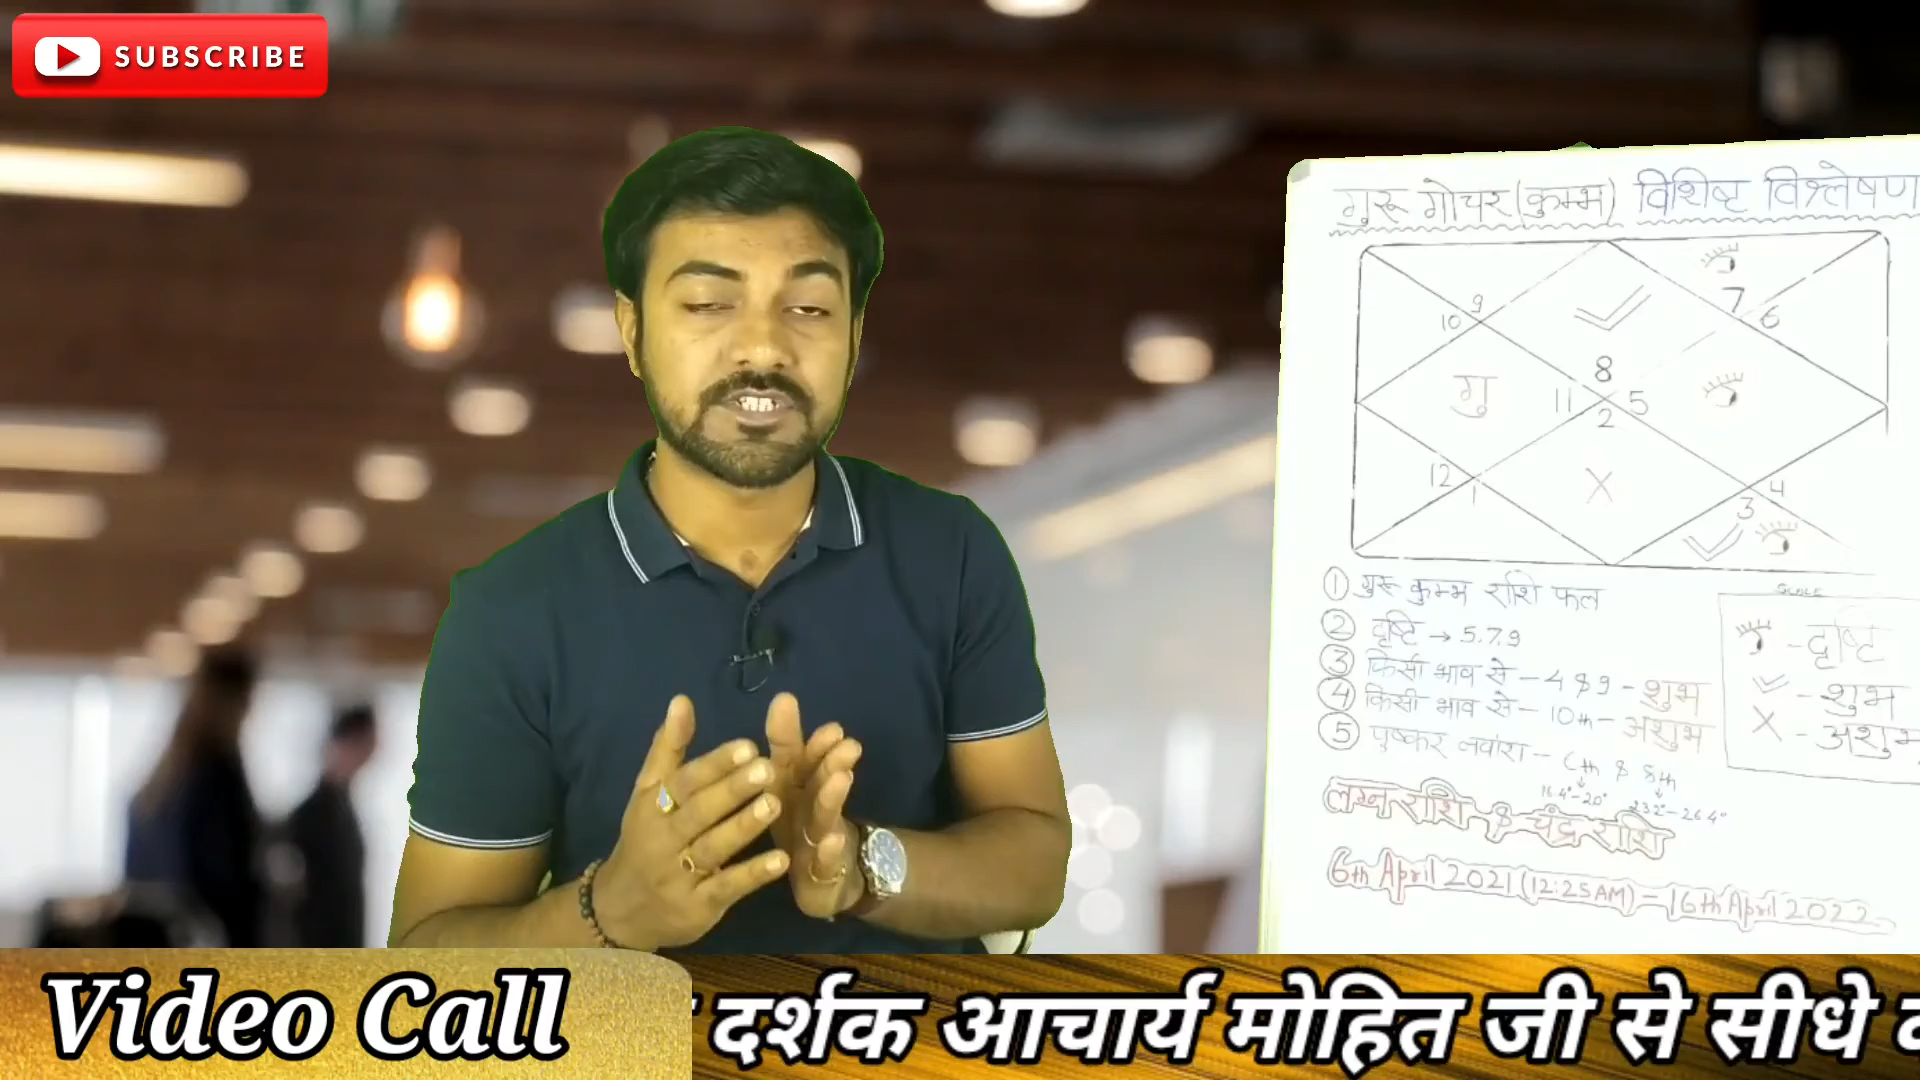 SUBSCRIBE
गुरू गोचर (कुम्भ) विशिष्ट विश्लेषण
7
9
6
10
8
गु
11
5
2
12
4
1
3
① गुरू कुम्भ राशि फल
② दृष्टि → 5,7,9
③ किसी भाव से - 4 & 9 - शुभ
④ किसी भाव से - 10th - अशुभ
⑤ पुष्कर नवांश - 6th & 8th
- दृष्टि
- शुभ
X - अशुभ
लग्न राशि & चंद्र राशि
6th April 2021 (12:25AM) - 16th April 2022
Video Call
दर्शक आचार्य मोहित जी से सीधे